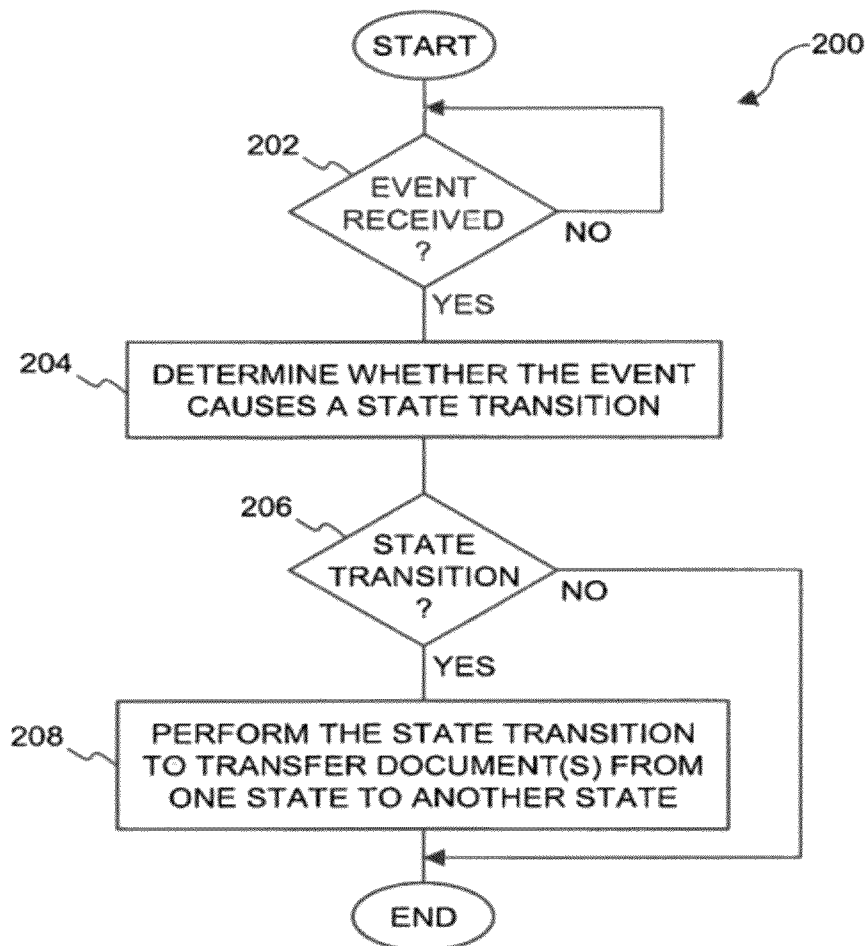 START
200
202
EVENT
RECEIVED
?
NO
YES
204
DETERMINE WHETHER THE EVENT
CAUSES A STATE TRANSITION
206
STATE
TRANSITION
?
NO
YES
208
PERFORM THE STATE TRANSITION
TO TRANSFER DOCUMENT(S) FROM
ONE STATE TO ANOTHER STATE
END